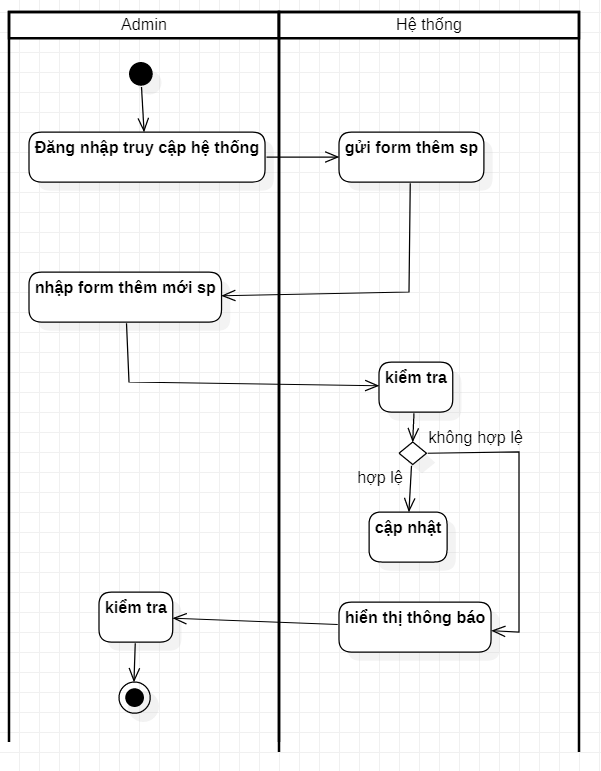 Admin
Hệ thống
Đăng nhập truy cập hệ thống
gửi form thêm sp
nhập form thêm mới sp
kiểm tra
không hợp lệ
hợp lệ
cập nhật
kiểm tra
hiển thị thông báo